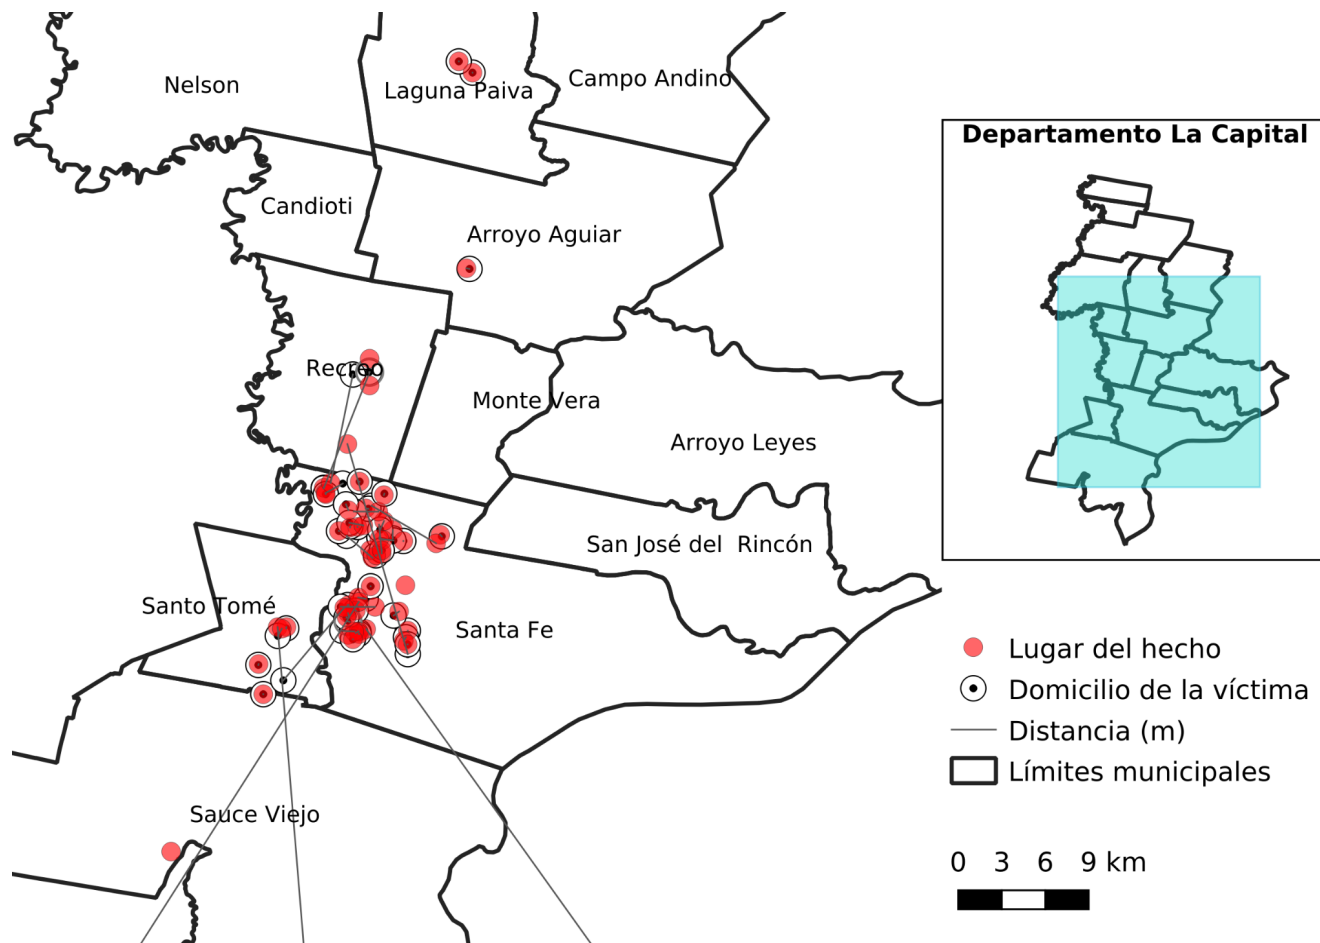 Nelson
Laguna Paiva
Campo Andino
Candioti
Arroyo Aguiar
Recreo
Monte Vera
Arroyo Leyes
San José del Rincón
Santo Tomé
Santa Fe
Sauce Viejo
Departamento La Capital
Lugar del hecho
Domicilio de la víctima
Distancia (m)
Límites municipales
0 3 6 9 km